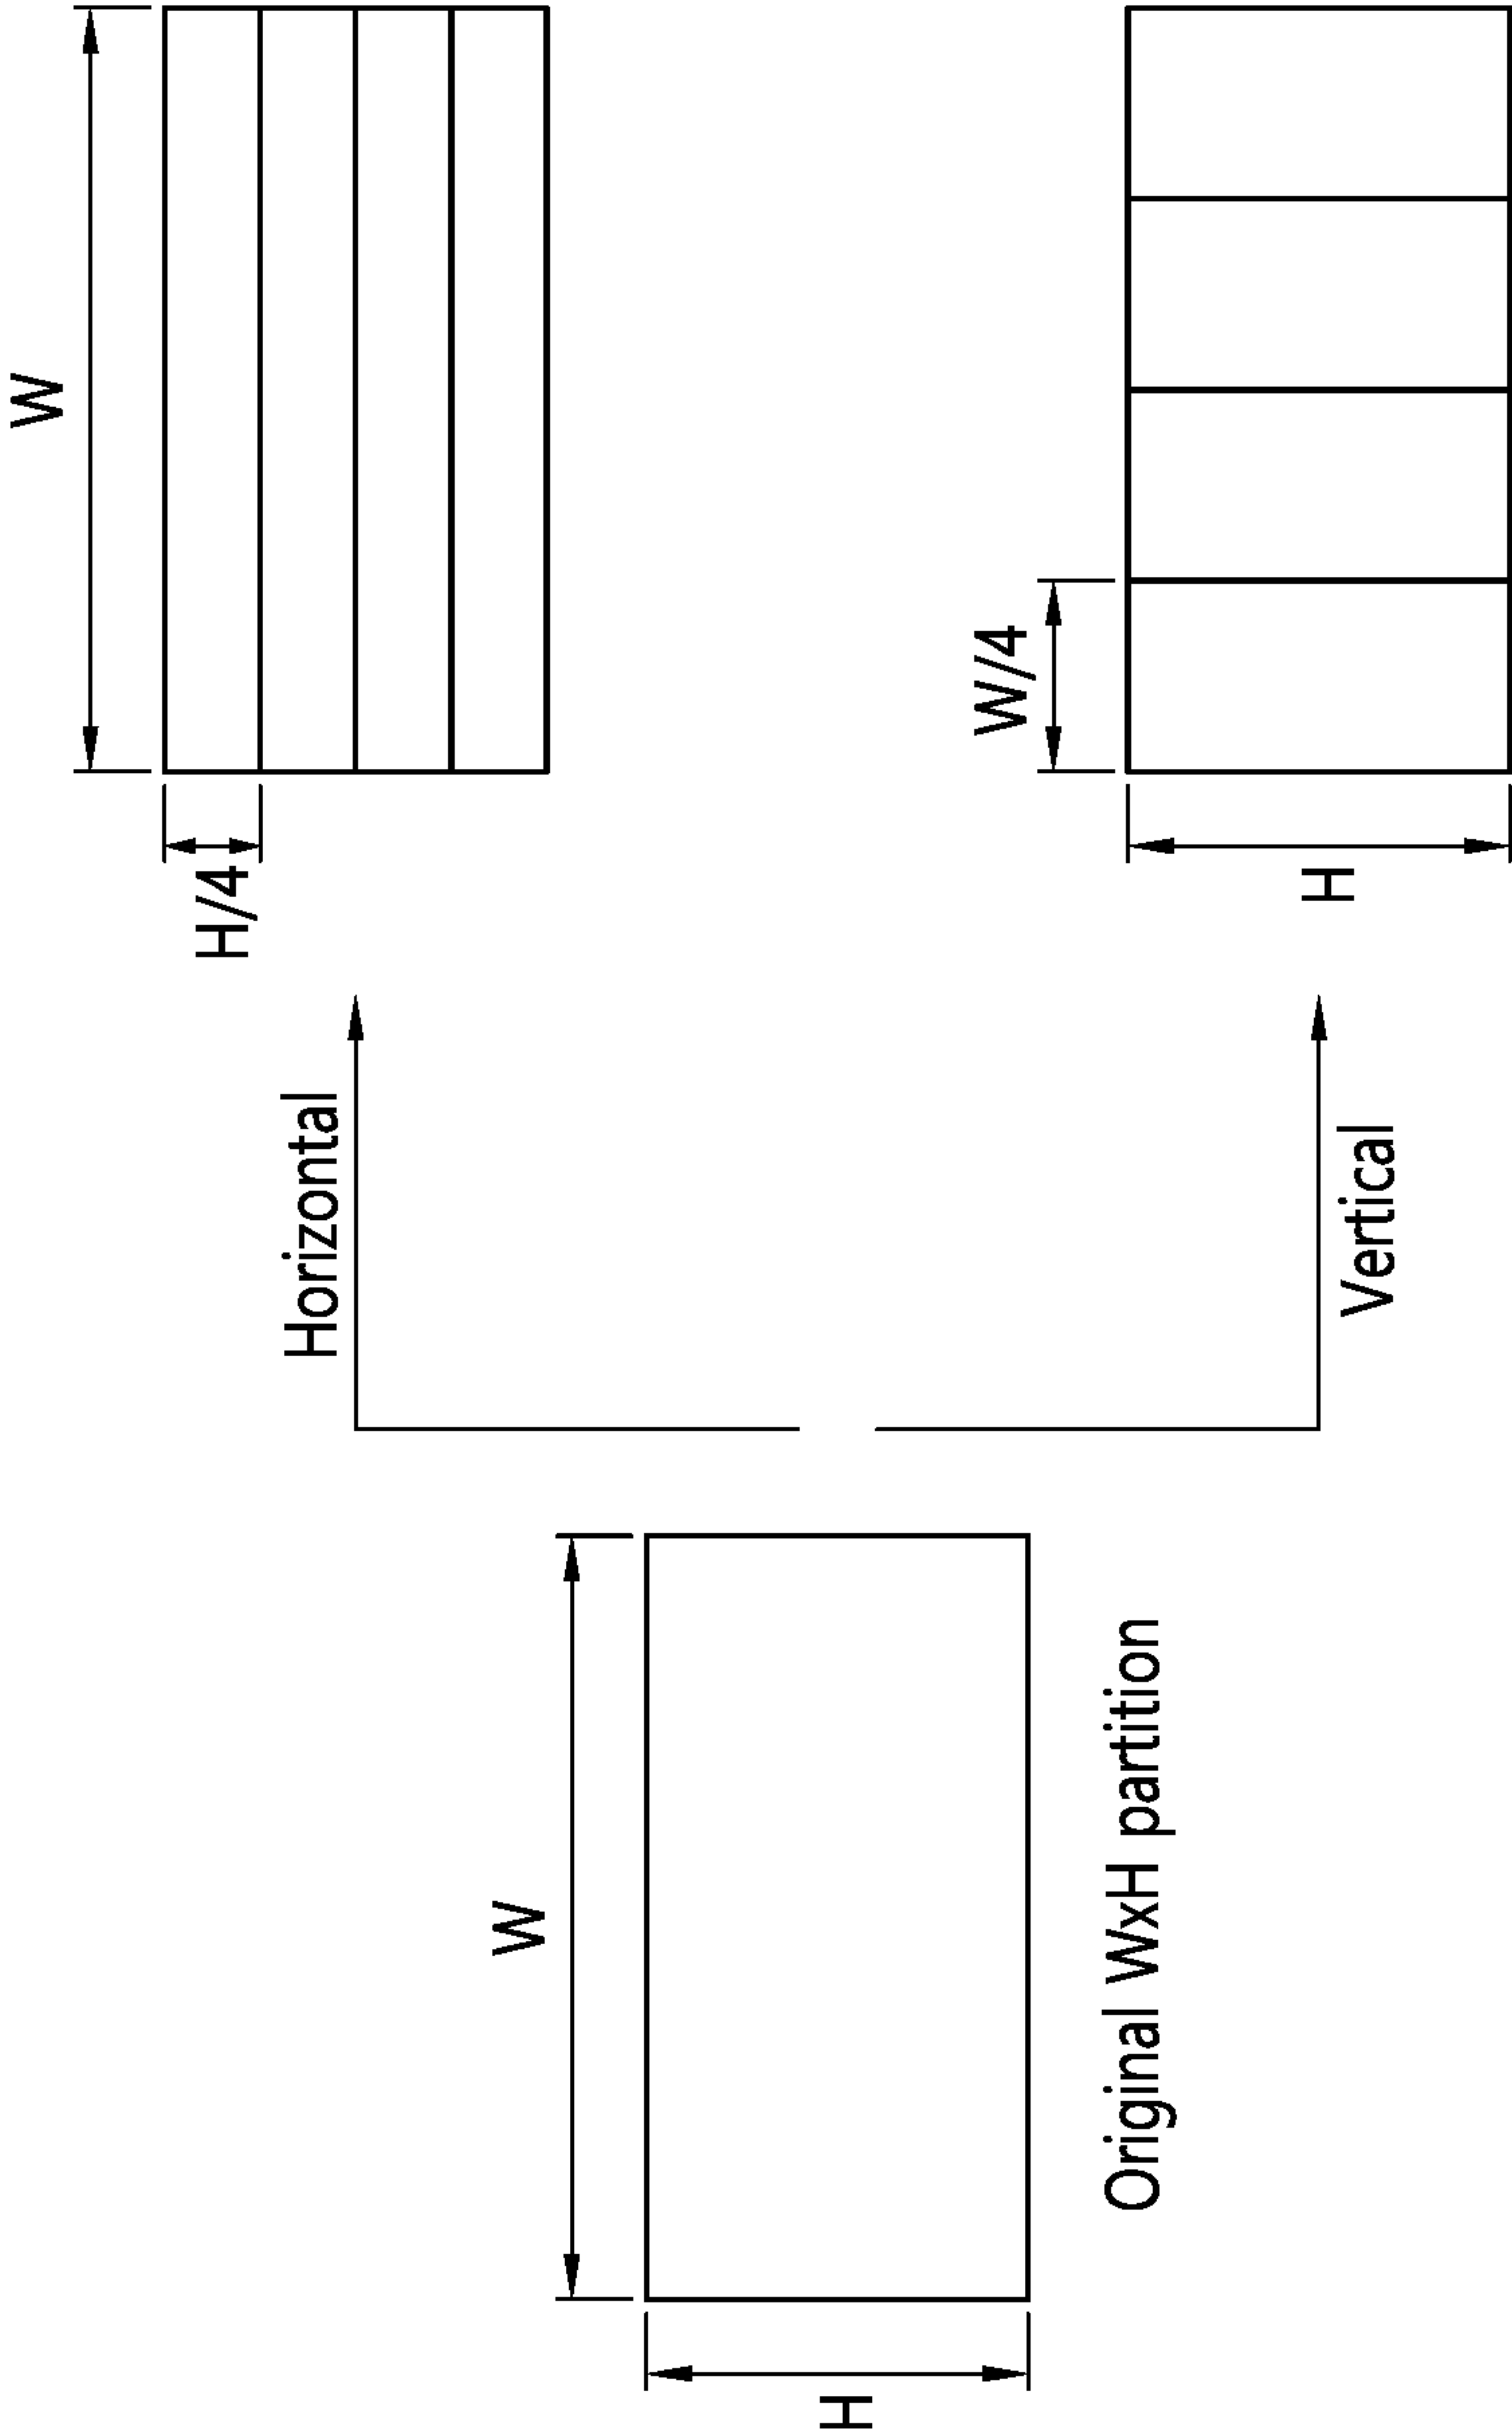 H
W
Original WxH partition
Horizontal
H/4
W
Vertical
W/4
H